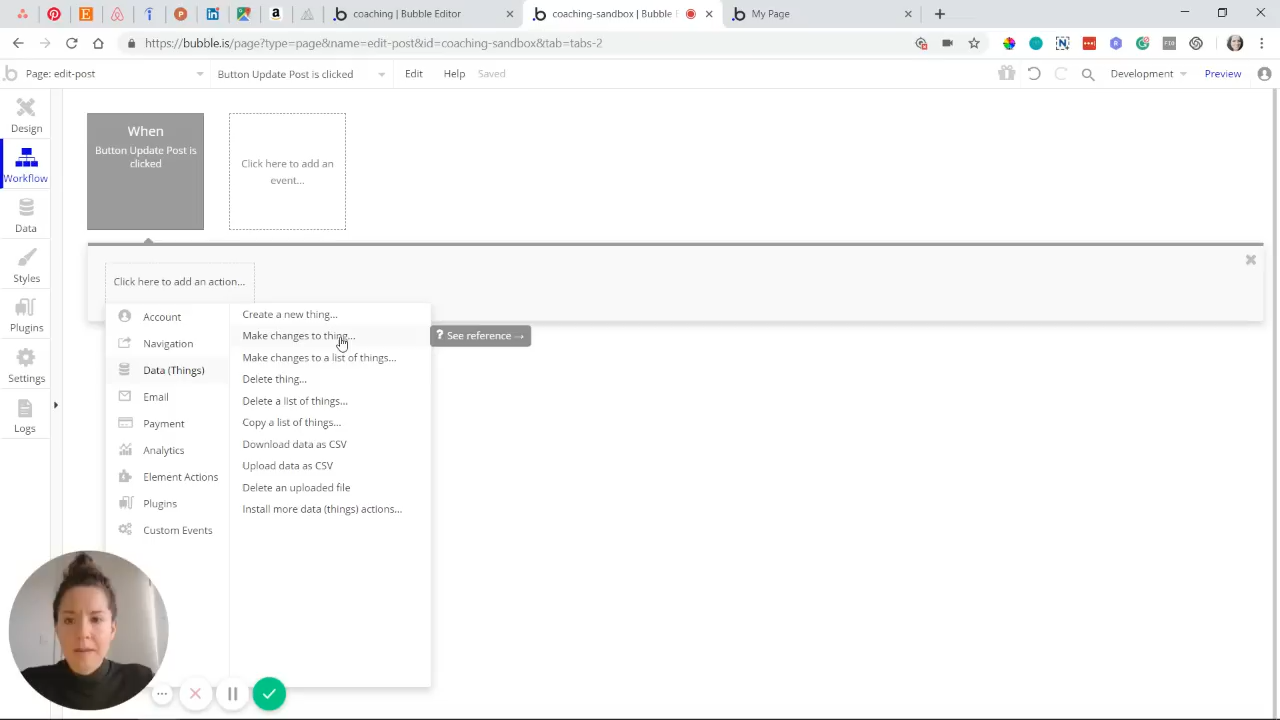 coaching | Bubble Editor
coaching-sandbox | Bubble E
My Page
https://bubble.is/page?type=page&name=edit-post&id=coaching-sandbox&tab=tabs-2
Page: edit-post
Button Update Post is clicked
Edit
Help
Saved
Development
Preview
Design
Workflow
Data
Styles
Plugins
Settings
Logs
When
Button Update Post is
clicked
Click here to add an
event...
Click here to add an action...
Account
Navigation
Data (Things)
Email
Payment
Analytics
Element Actions
Plugins
Custom Events
Create a new thing...
Make changes to thing...
Make changes to a list of things...
Delete thing...
Delete a list of things...
Copy a list of things...
Download data as CSV
Upload data as CSV
Delete an uploaded file
Install more data (things) actions...
? See reference →